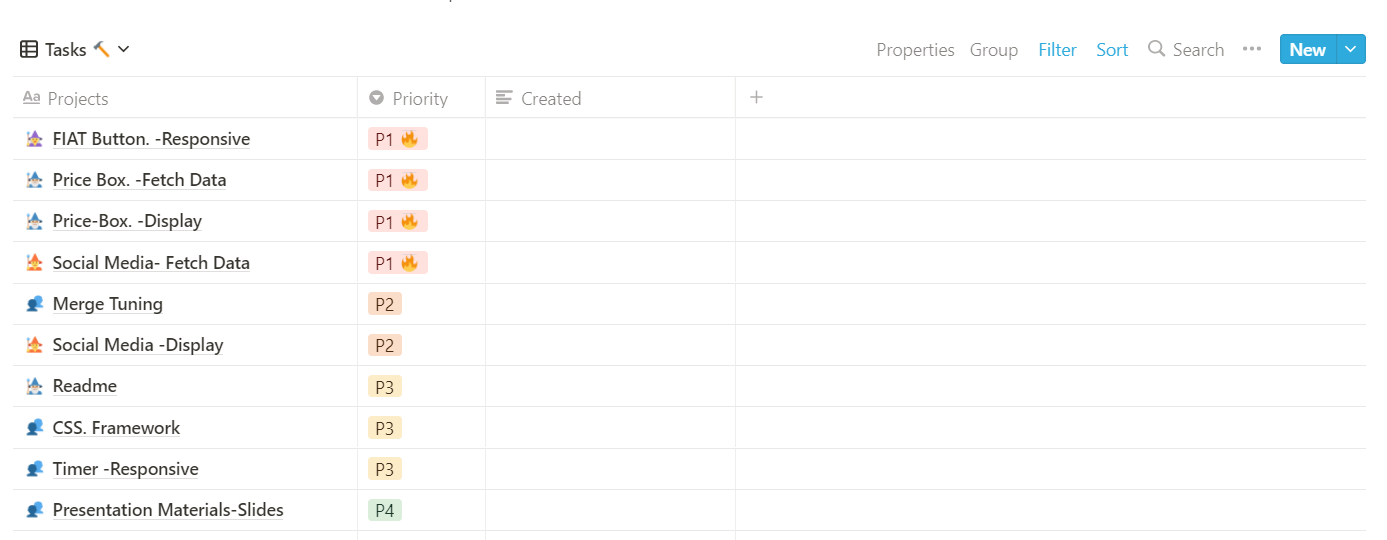 Tasks 🔨 Properties Group Filter Sort Search ••• New
Aa Projects Priority Created +
FIAT Button. -Responsive P1 🔥
Price Box. -Fetch Data P1 🔥
Price-Box. -Display P1 🔥
Social Media- Fetch Data P1 🔥
Merge Tuning P2
Social Media -Display P2
Readme P3
CSS. Framework P3
Timer -Responsive P3
Presentation Materials-Slides P4